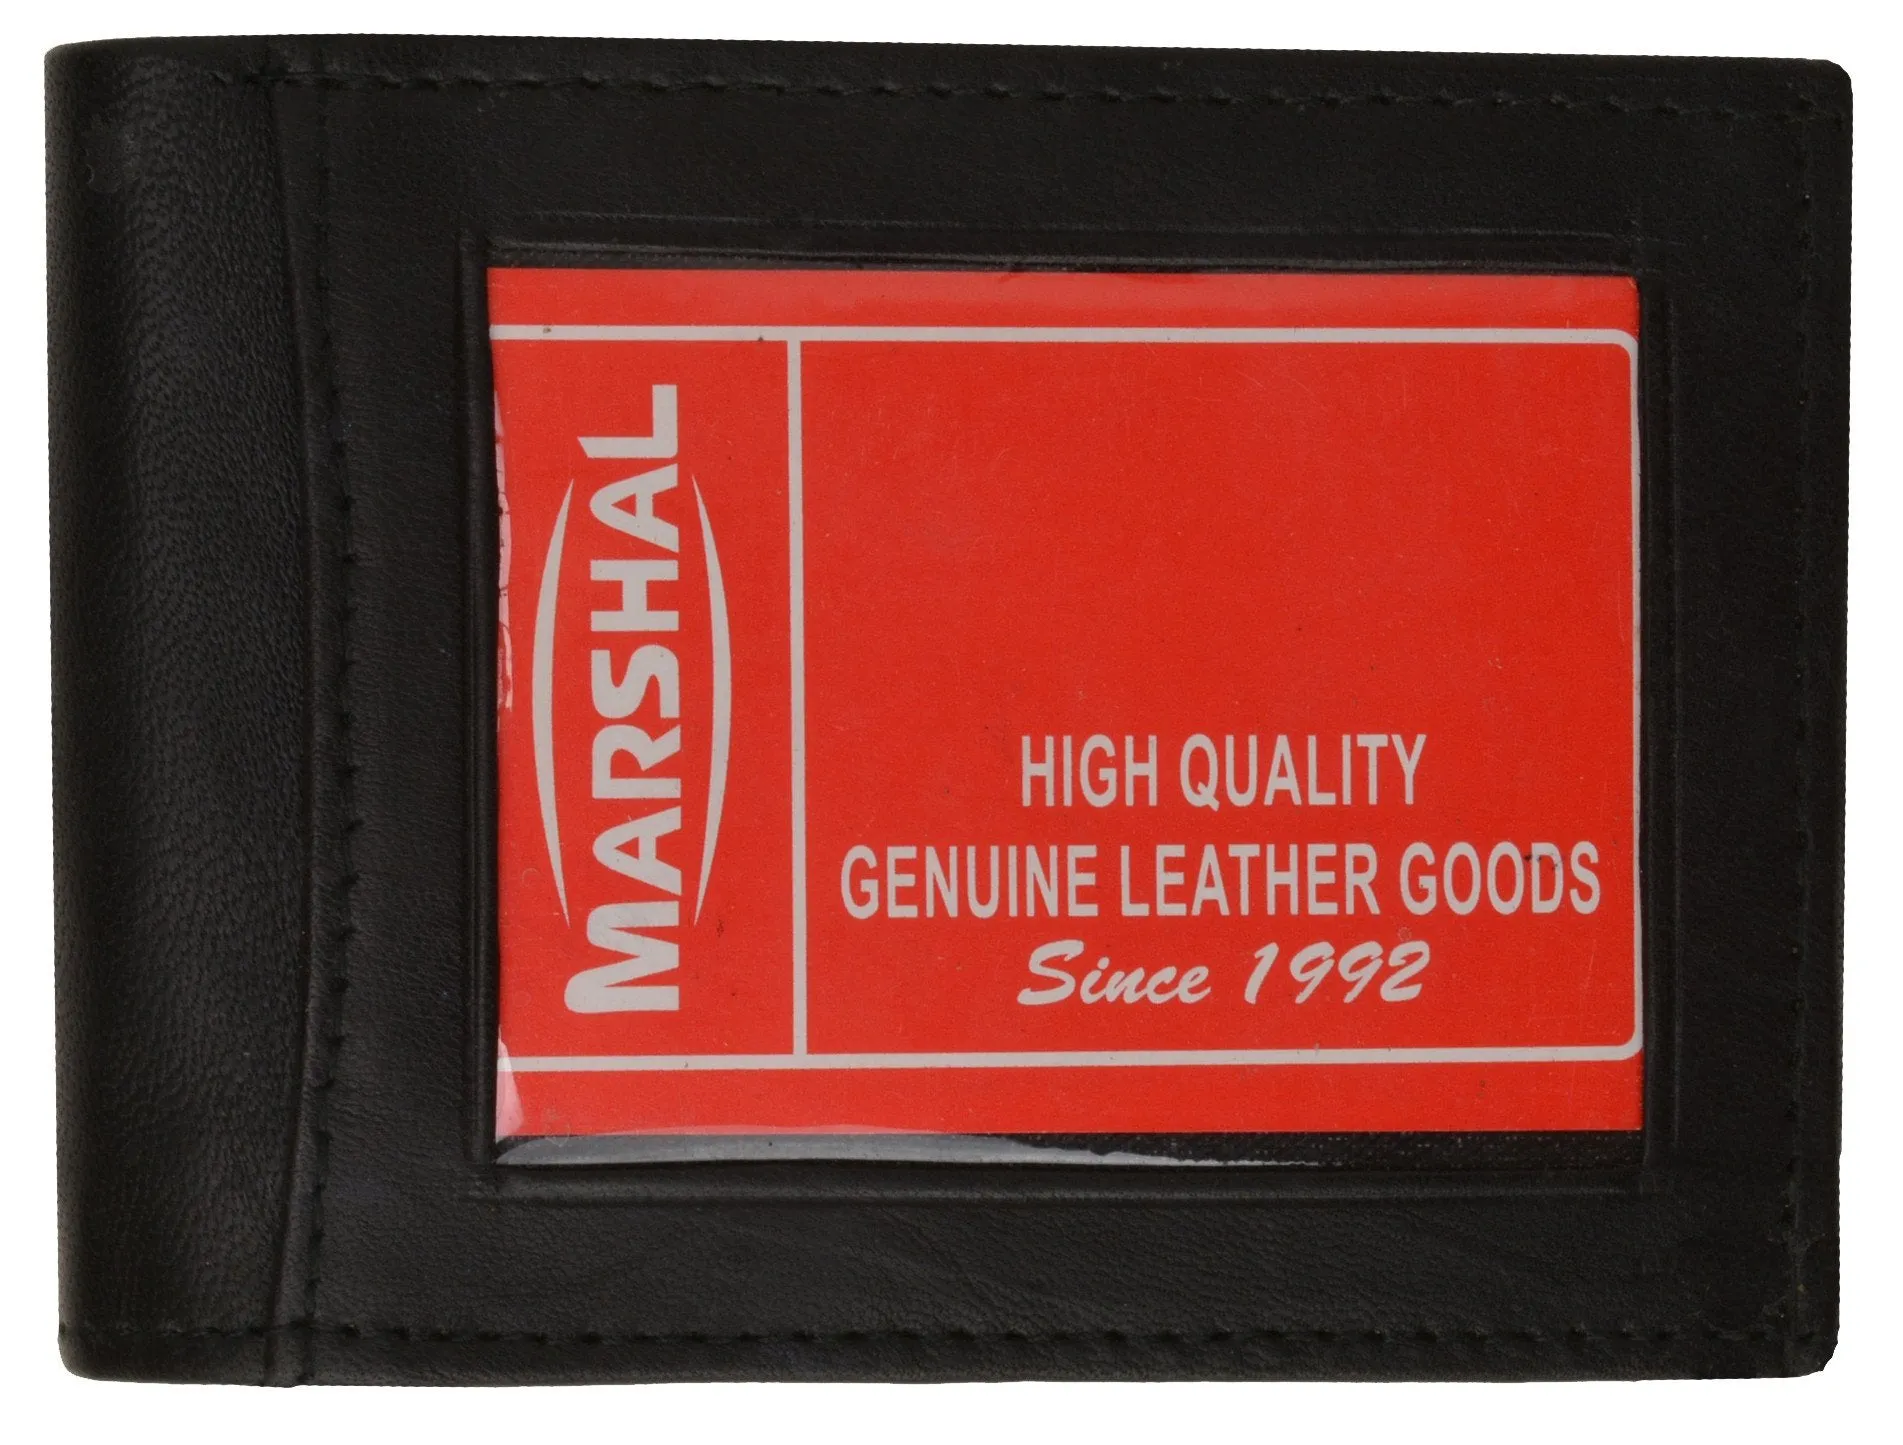 MARSHAL
HIGH QUALITY
GENUINE LEATHER GOODS
Since 1992